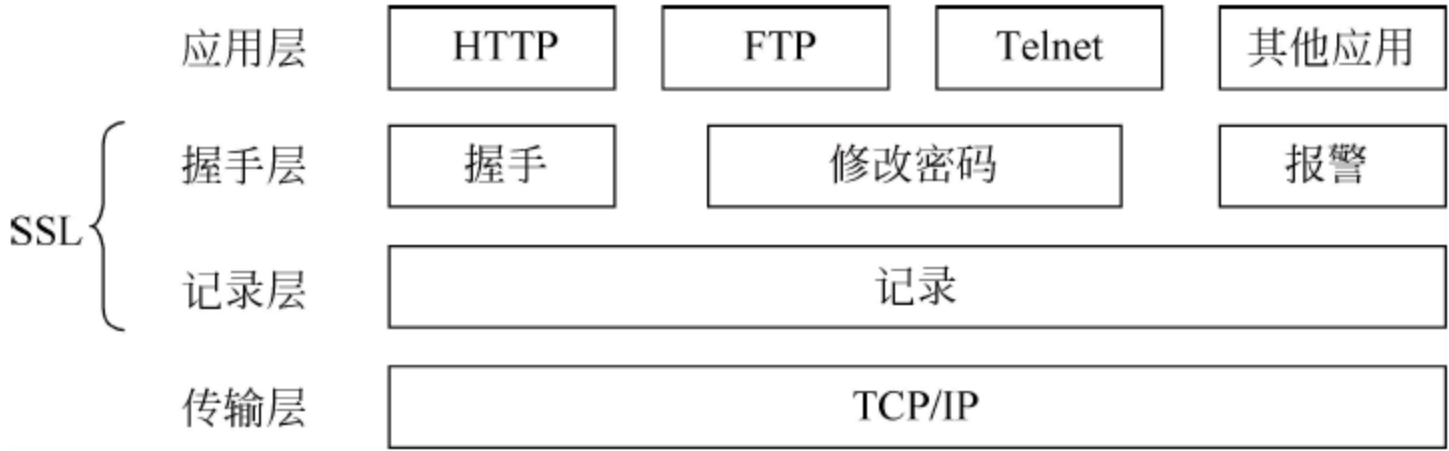 应用层 HTTP FTP Telnet 其他应用
握手层 握手 修改密码 报警
SSL
记录层 记录
传输层 TCP/IP